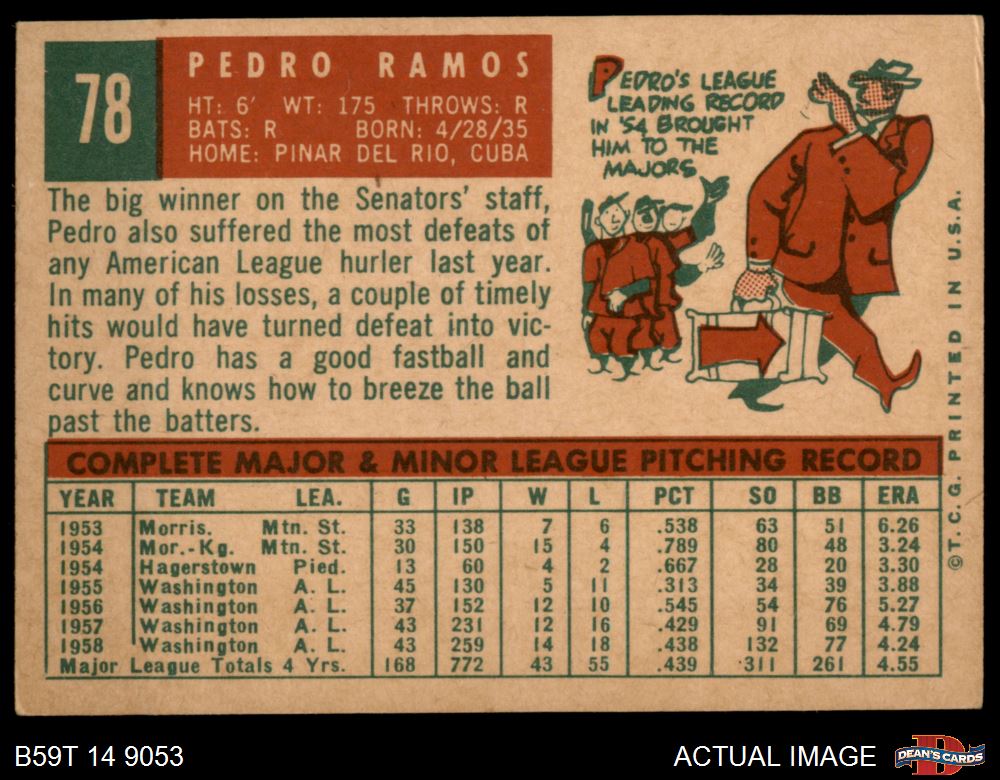 78
PEDRO RAMOS
HT: 6' WT: 175 THROWS: R
BATS: R BORN: 4/28/35
HOME: PINAR DEL RIO, CUBA
PEDRO'S LEAGUE
LEADING RECORD
IN '54 BROUGHT
HIM TO THE
MAJORS
The big winner on the Senators' staff,
Pedro also suffered the most defeats of
any American League hurler last year.
In many of his losses, a couple of timely
hits would have turned defeat into vic-
tory. Pedro has a good fastball and
curve and knows how to breeze the ball
past the batters.
COMPLETE MAJOR & MINOR LEAGUE PITCHING RECORD
YEAR TEAM LEA. G IP W L PCT SO BB ERA
1953 Morris. Mtn. St. 33 138 7 6 .538 63 51 6.26
1954 Mor.-Kg. Mtn. St. 30 150 15 4 .789 80 48 3.24
1954 Hagerstown Pied. 13 60 4 2 .667 28 20 3.30
1955 Washington A. L. 45 130 5 11 .313 34 39 3.88
1956 Washington A. L. 37 152 12 10 .545 54 76 5.27
1957 Washington A. L. 43 231 12 16 .429 91 69 4.79
1958 Washington A. L. 43 259 14 18 .438 132 77 4.24
Major League Totals 4 Yrs. 168 772 43 55 .439 311 261 4.55
©T.C.G. PRINTED IN U.S.A.
B59T 14 9053
ACTUAL IMAGE
DEAN'S CARDS